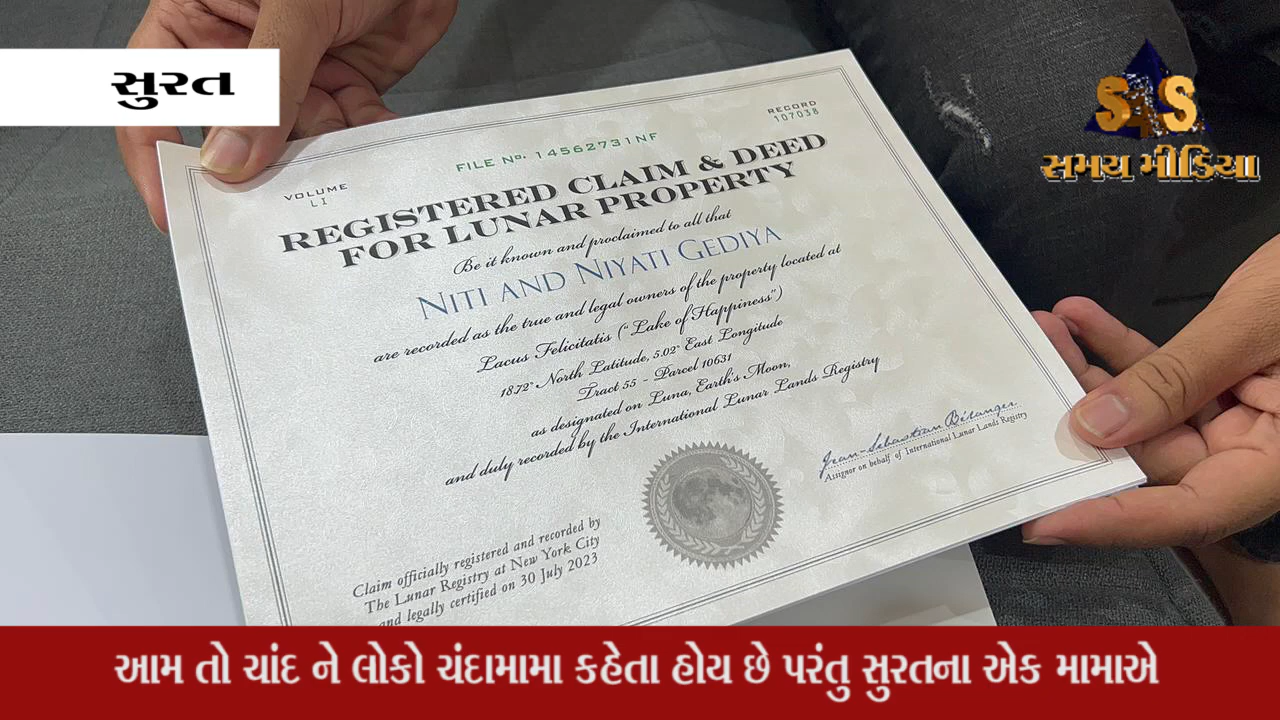 સુરત
S S
સમય મીડિયા
RECORD
107038
FILE Nº: 14562731NF
VOLUME
LI
REGISTERED CLAIM & DEED
FOR LUNAR PROPERTY
Be it known and proclaimed to all that
NITI AND NIYATI GEDIYA
are recorded as the true and legal owners of the property located at
Lacus Felicitatis ("Lake of Happiness")
18.72° North Latitude, 5.02° East Longitude
Tract 55 - Parcel 10631
as designated on Luna, Earth's Moon,
and duly recorded by the International Lunar Lands Registry
Jean-Sebastian Béranger
Assignor on behalf of International Lunar Lands Registry
Claim officially registered and recorded by
The Lunar Registry at New York City
and legally certified on 30 July 2023
આમ તો ચાંદ ને લોકો ચંદામામા કહેતા હોય છે પરંતુ સુરતના એક મામાએ